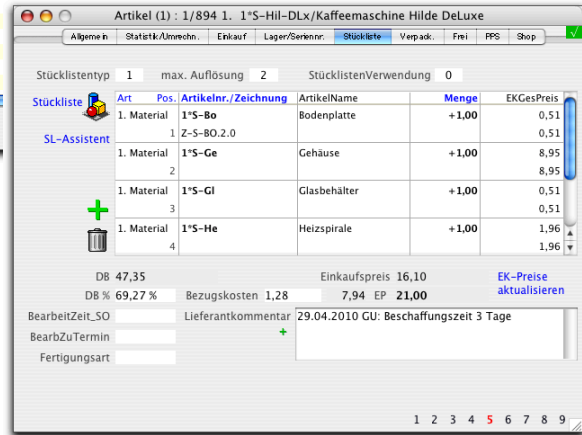 Artikel (1) : 1/894 1. 1*S-Hil-DLx/Kaffeemaschine Hilde DeLuxe
Allgemein Statistik/Umrechn. Einkauf Lager/Seriennr. Stückliste Verpack. Frei PPS Shop
Stücklistentyp 1 max. Auflösung 2 StücklistenVerwendung 0
Stückliste Art Pos. Artikelnr./Zeichnung ArtikelName Menge EKGesPreis
1. Material 1*S-Bo Bodenplatte +1,00 0,51
1 Z-S-BO.2.0 0,51
SL-Assistent
1. Material 1*S-Ge Gehäuse +1,00 8,95
2 8,95
1. Material 1*S-Gl Glasbehälter +1,00 0,51
3 0,51
1. Material 1*S-He Heizspirale +1,00 1,96
4 1,96
DB 47,35 Einkaufspreis 16,10 EK-Preise
aktualisieren
DB % 69,27 % Bezugskosten 1,28 7,94 EP 21,00
BearbeitZeit_SO Lieferantkommentar 29.04.2010 GU: Beschaffungszeit 3 Tage
BearbZuTermin
Fertigungsart
1 2 3 4 5 6 7 8 9